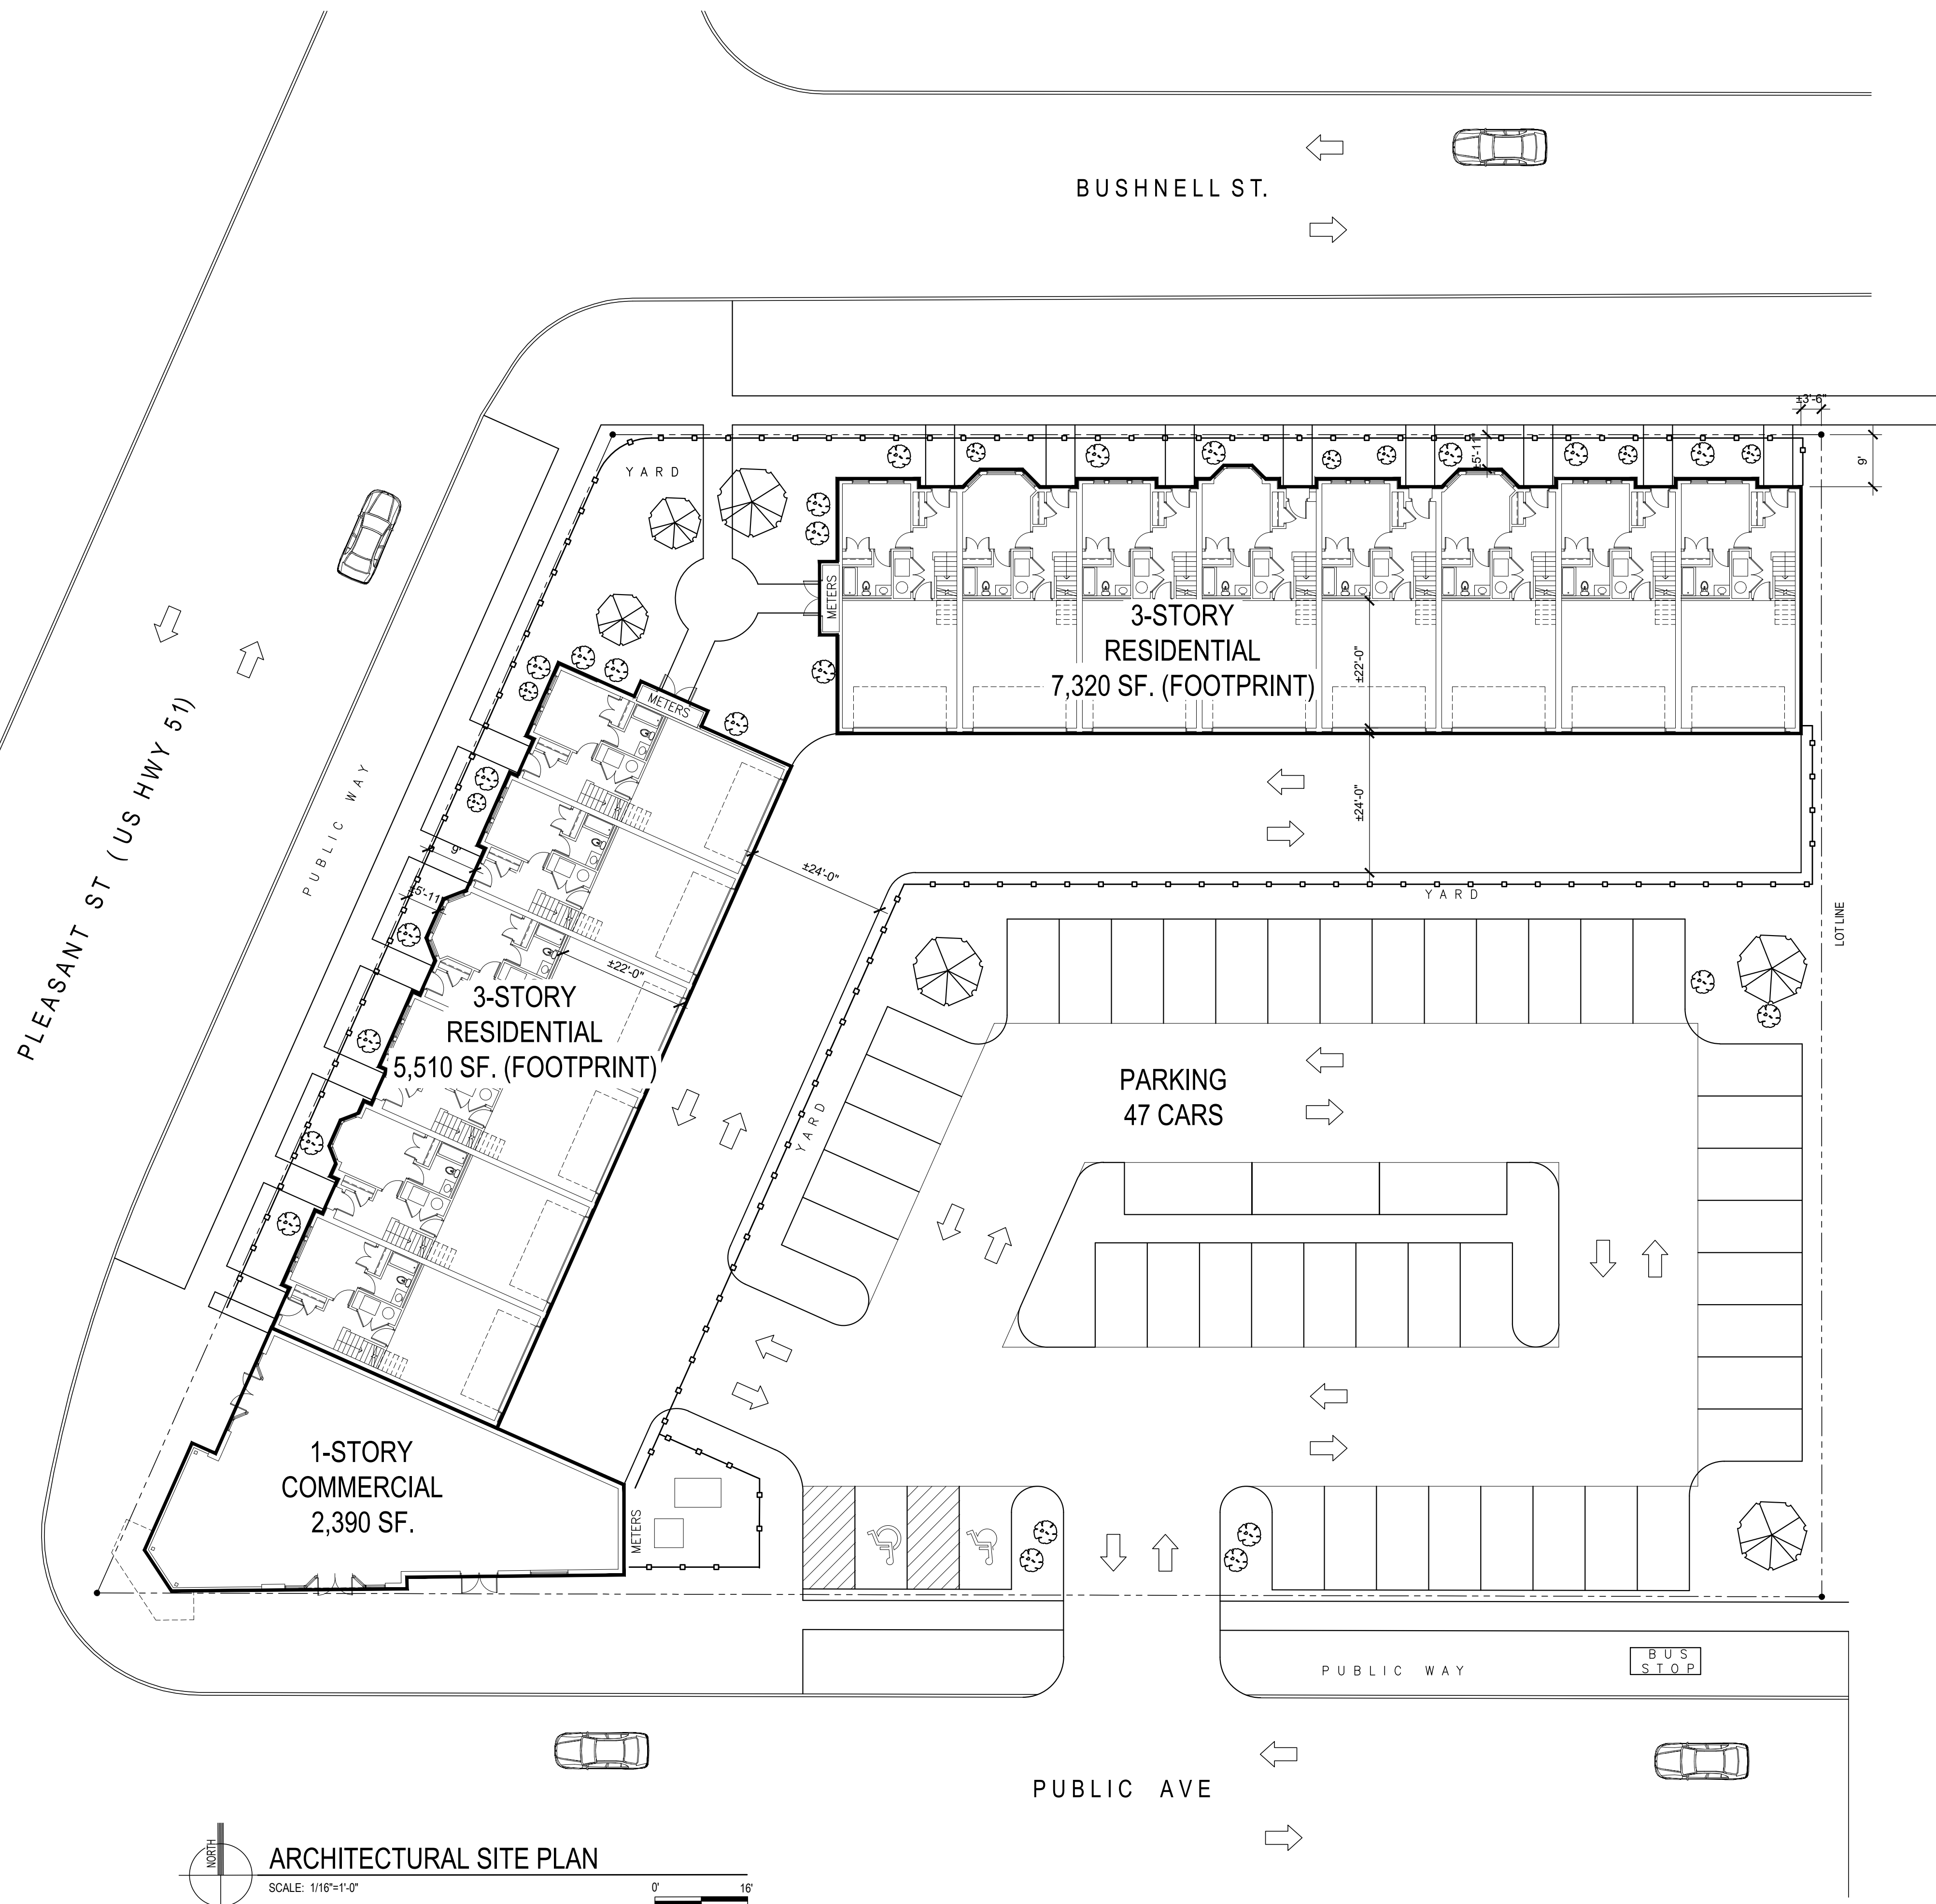 BUSHNELL ST.
±3'-6"
YARD
±5'-11"
9'
METERS
3-STORY
RESIDENTIAL
7,320 SF. (FOOTPRINT)
±22'-0"
METERS
PLEASANT ST (US HWY 51)
PUBLIC WAY
±24'-0"
9'
±24'-0"
±5'-11"
YARD
LOT LINE
±22'-0"
3-STORY
RESIDENTIAL
5,510 SF. (FOOTPRINT)
PARKING
47 CARS
YARD
1-STORY
COMMERCIAL
2,390 SF.
METERS
PUBLIC WAY
BUS
STOP
PUBLIC AVE
NORTH
ARCHITECTURAL SITE PLAN
SCALE: 1/16"=1'-0"
0' 16'